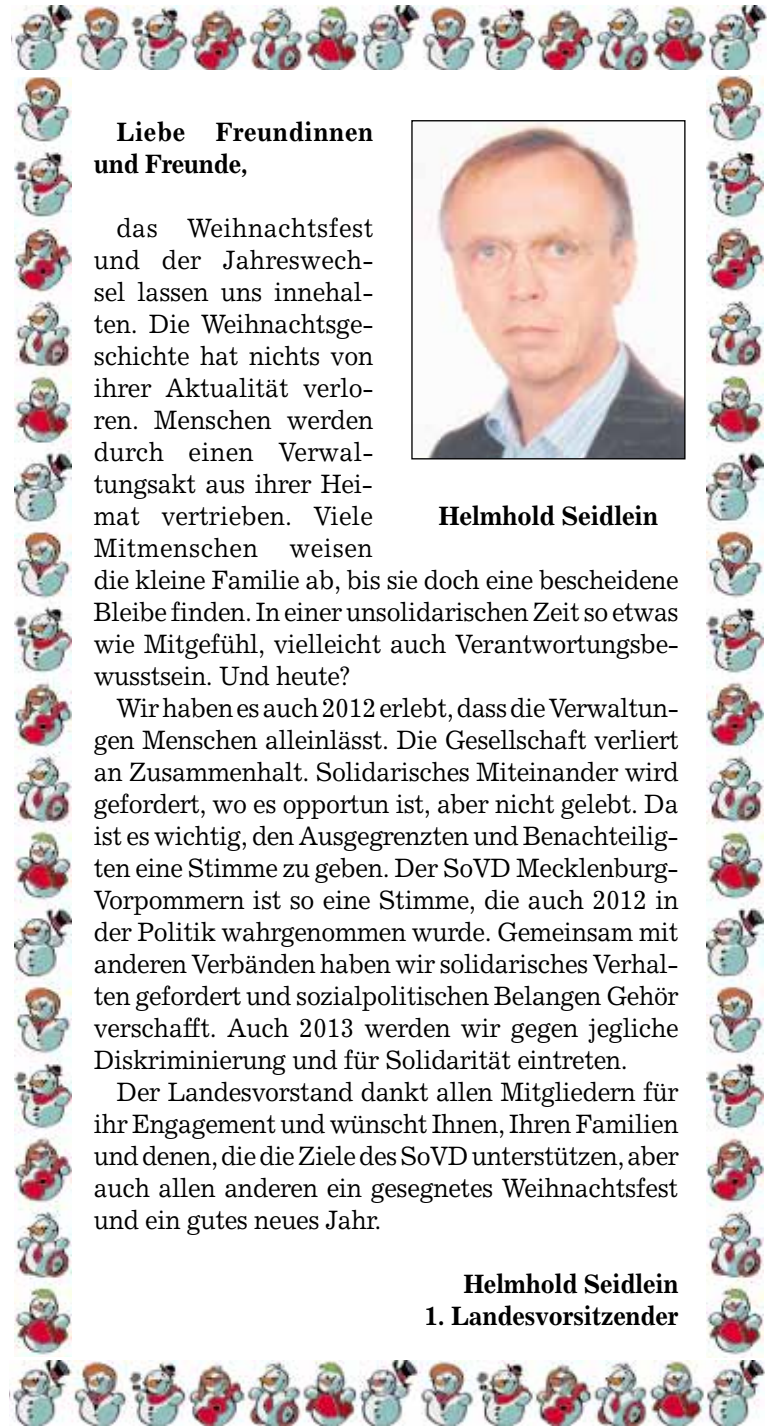 Liebe Freundinnen
und Freunde,
das Weihnachtsfest
und der Jahreswech-
sel lassen uns innehal-
ten. Die Weihnachtsge-
schichte hat nichts von
ihrer Aktualität verlo-
ren. Menschen werden
durch einen Verwal-
tungsakt aus ihrer Hei-
mat vertrieben. Viele
Mitmenschen weisen
Helmhold Seidlein
die kleine Familie ab, bis sie doch eine bescheidene
Bleibe finden. In einer unsolidarischen Zeit so etwas
wie Mitgefühl, vielleicht auch Verantwortungsbe-
wusstsein. Und heute?
Wir haben es auch 2012 erlebt, dass die Verwaltun-
gen Menschen alleinlässt. Die Gesellschaft verliert
an Zusammenhalt. Solidarisches Miteinander wird
gefordert, wo es opportun ist, aber nicht gelebt. Da
ist es wichtig, den Ausgegrenzten und Benachteilig-
ten eine Stimme zu geben. Der SoVD Mecklenburg-
Vorpommern ist so eine Stimme, die auch 2012 in
der Politik wahrgenommen wurde. Gemeinsam mit
anderen Verbänden haben wir solidarisches Verhal-
ten gefordert und sozialpolitischen Belangen Gehör
verschafft. Auch 2013 werden wir gegen jegliche
Diskriminierung und für Solidarität eintreten.
Der Landesvorstand dankt allen Mitgliedern für
ihr Engagement und wünscht Ihnen, Ihren Familien
und denen, die die Ziele des SoVD unterstützen, aber
auch allen anderen ein gesegnetes Weihnachtsfest
und ein gutes neues Jahr.
Helmhold Seidlein
1. Landesvorsitzender